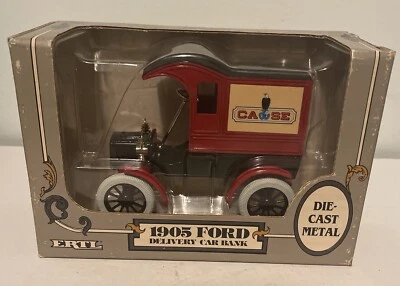 CASE
DIE-
CAST
METAL
1905 FORD
DELIVERY CAR BANK
ERTL